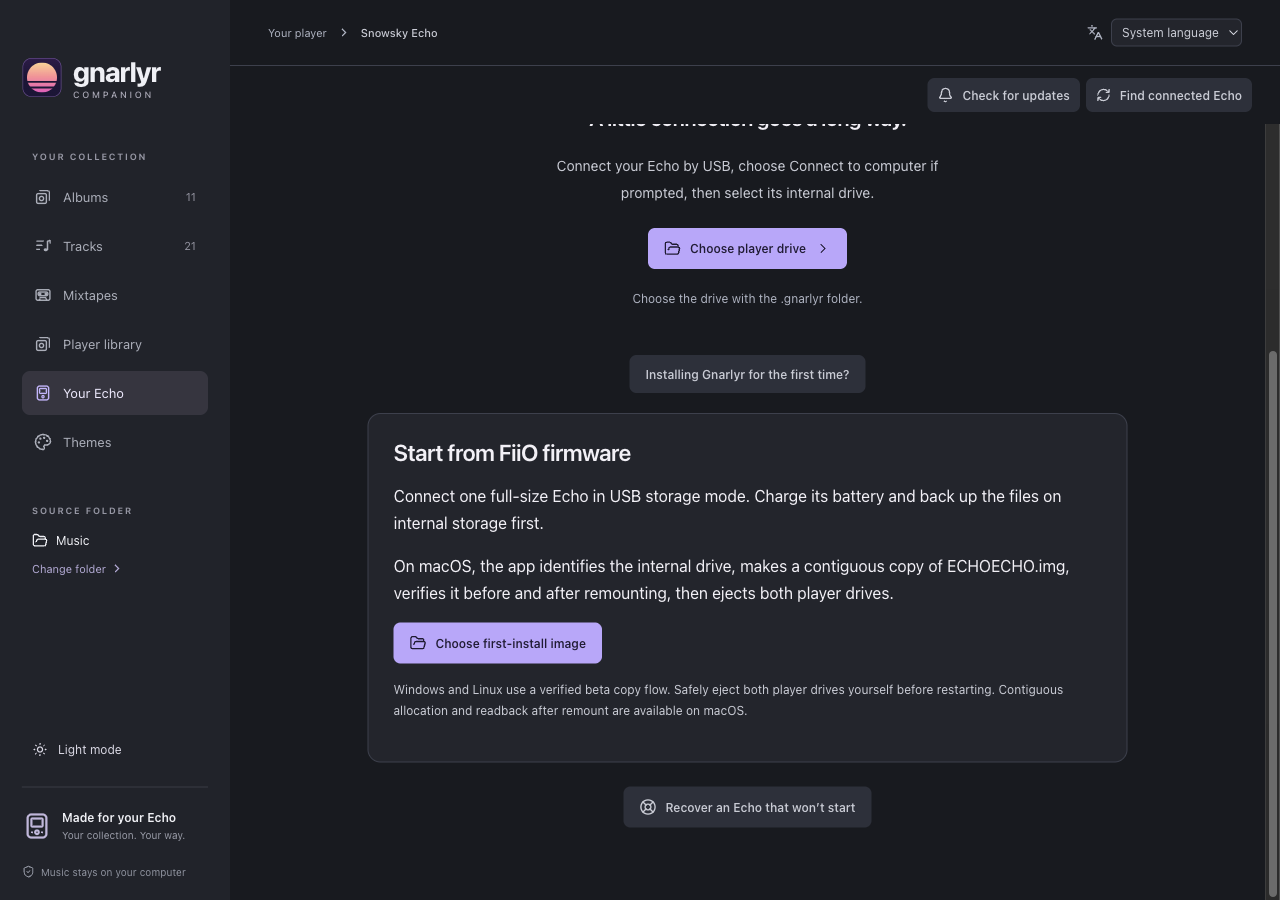 gnarlyr
COMPANION
YOUR COLLECTION
Albums 11
Tracks 21
Mixtapes
Player library
Your Echo
Themes
SOURCE FOLDER
Music
Change folder
Light mode
Made for your Echo
Your collection. Your way.
Music stays on your computer
Your player Snowsky Echo
System language
Check for updates
Find connected Echo
A little connection goes a long way.
Connect your Echo by USB, choose Connect to computer if
prompted, then select its internal drive.
Choose player drive
Choose the drive with the .gnarlyr folder.
Installing Gnarlyr for the first time?
Start from FiiO firmware
Connect one full-size Echo in USB storage mode. Charge its battery and back up the files on
internal storage first.
On macOS, the app identifies the internal drive, makes a contiguous copy of ECHOECHO.img,
verifies it before and after remounting, then ejects both player drives.
Choose first-install image
Windows and Linux use a verified beta copy flow. Safely eject both player drives yourself before restarting. Contiguous
allocation and readback after remount are available on macOS.
Recover an Echo that won’t start